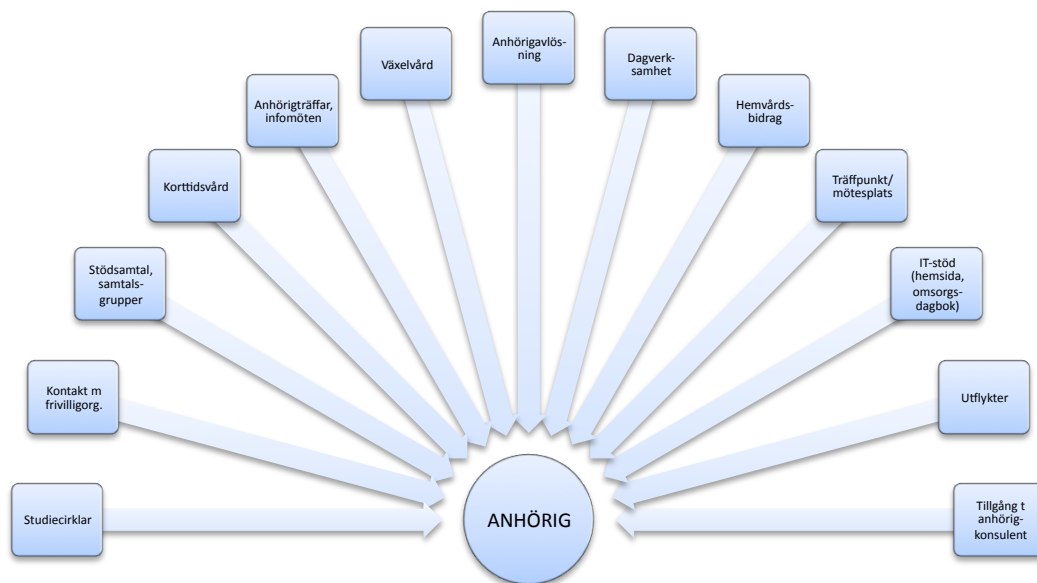 Studiecirklar
Kontakt m
frivilligorg.
Stödsamtal,
samtals-
grupper
Korttidsvård
Anhörigträffar,
infomöten
Växelvård
Anhörigavlös-
ning
Dagverk-
samhet
Hemvårds-
bidrag
Träffpunkt/
mötesplats
IT-stöd
(hemsida,
omsorgs-
dagbok)
Utflykter
Tillgång t
anhörig-
konsulent
ANHÖRIG